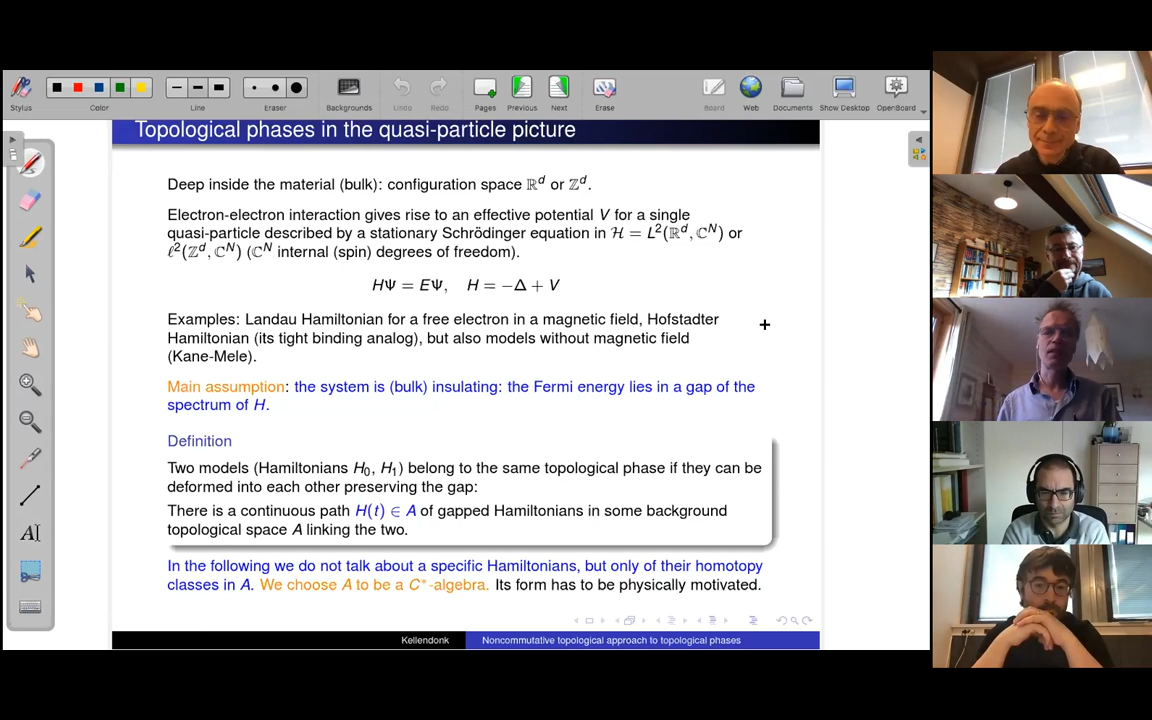 Stylus Color Line Eraser Backgrounds Undo Redo Pages Previous Next Erase Board Web Documents Show Desktop OpenBoard
Topological phases in the quasi-particle picture
Deep inside the material (bulk): configuration space ℝᵈ or ℤᵈ.
Electron-electron interaction gives rise to an effective potential V for a single
quasi-particle described by a stationary Schrödinger equation in ℋ = L²(ℝᵈ, ℂᴺ) or
ℓ²(ℤᵈ, ℂᴺ) (ℂᴺ internal (spin) degrees of freedom).
HΨ = EΨ, H = −Δ + V
Examples: Landau Hamiltonian for a free electron in a magnetic field, Hofstadter
Hamiltonian (its tight binding analog), but also models without magnetic field
(Kane-Mele).
Main assumption: the system is (bulk) insulating: the Fermi energy lies in a gap of the
spectrum of H.
Definition
Two models (Hamiltonians H₀, H₁) belong to the same topological phase if they can be
deformed into each other preserving the gap:
There is a continuous path H(t) ∈ A of gapped Hamiltonians in some background
topological space A linking the two.
In the following we do not talk about a specific Hamiltonians, but only of their homotopy
classes in A. We choose A to be a C*-algebra. Its form has to be physically motivated.
Kellendonk Noncommutative topological approach to topological phases